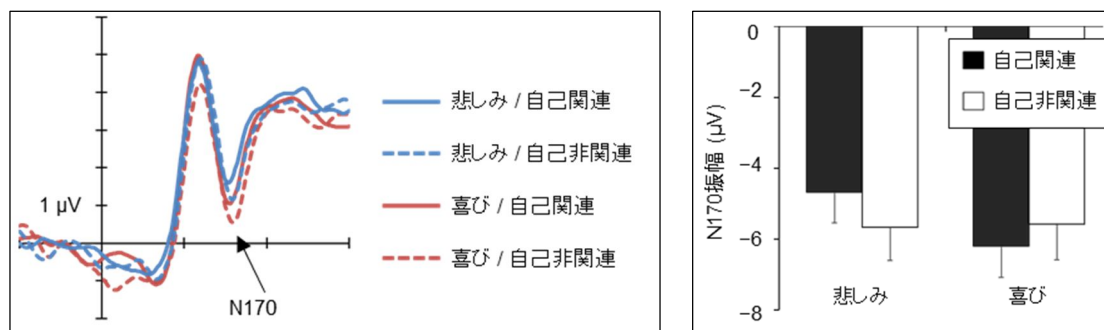 悲しみ / 自己関連
悲しみ / 自己非関連
1 μV
喜び / 自己関連
喜び / 自己非関連
N170
N170振幅 (μV)
0
−2
−4
−6
−8
自己関連
自己非関連
悲しみ
喜び